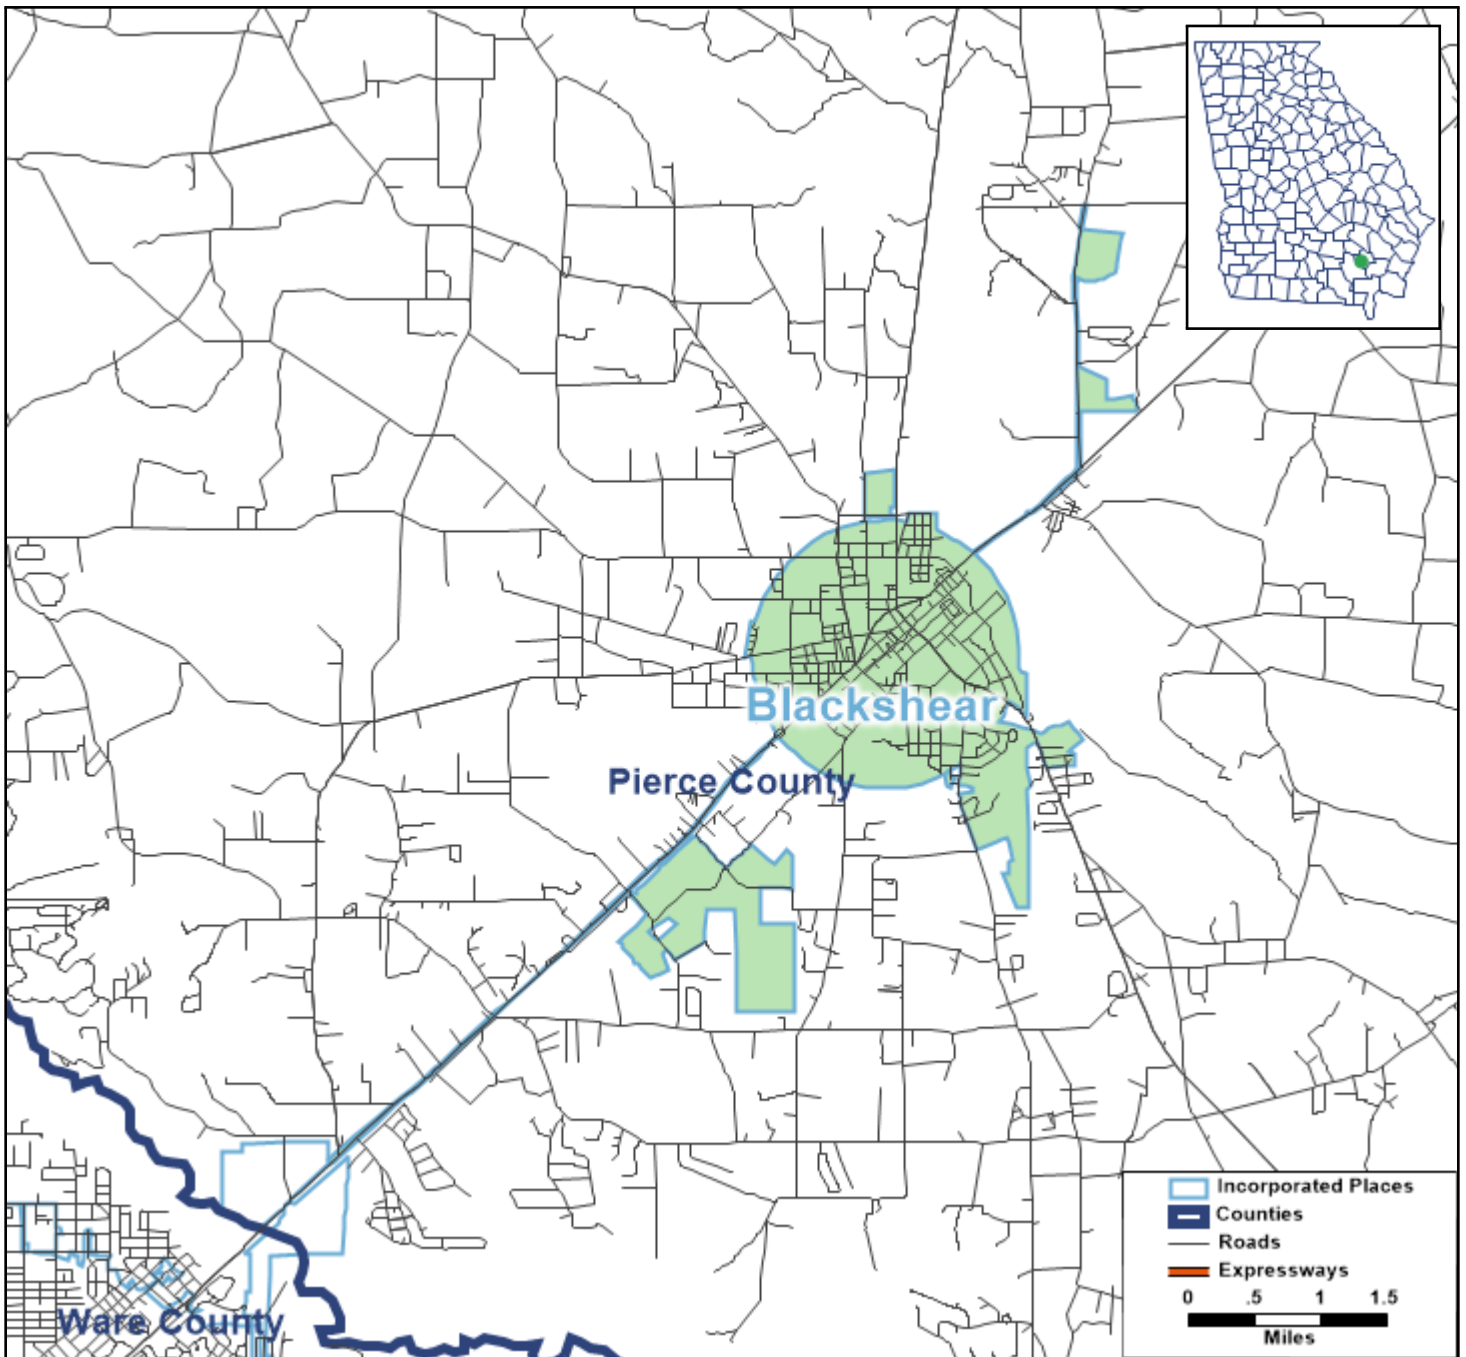 Blackshear
Pierce County
Ware County
Incorporated Places
Counties
Roads
Expressways
0 .5 1 1.5
Miles